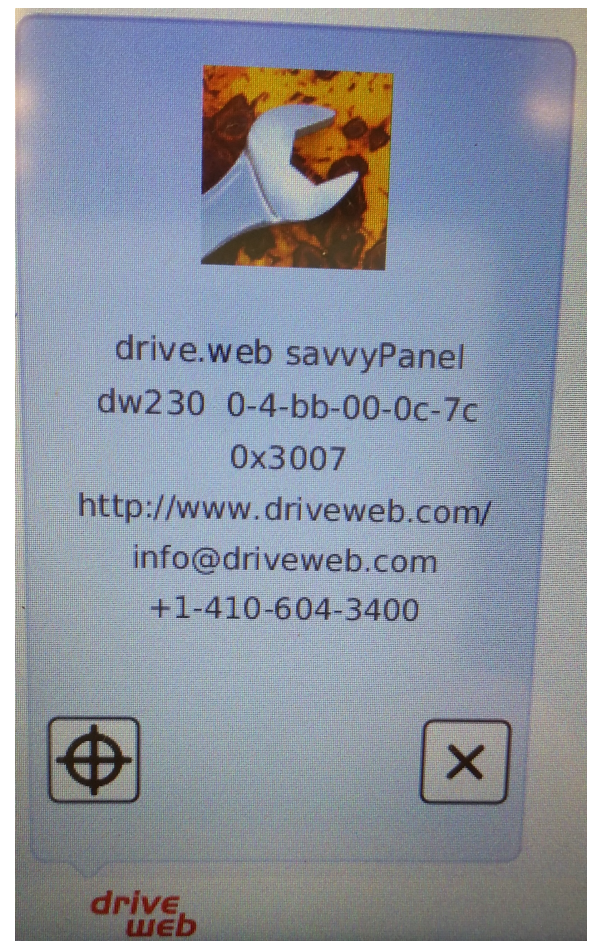 drive.web savvyPanel
dw230 0-4-bb-00-0c-7c
0x3007
http://www.driveweb.com/
info@driveweb.com
+1-410-604-3400
drive
web